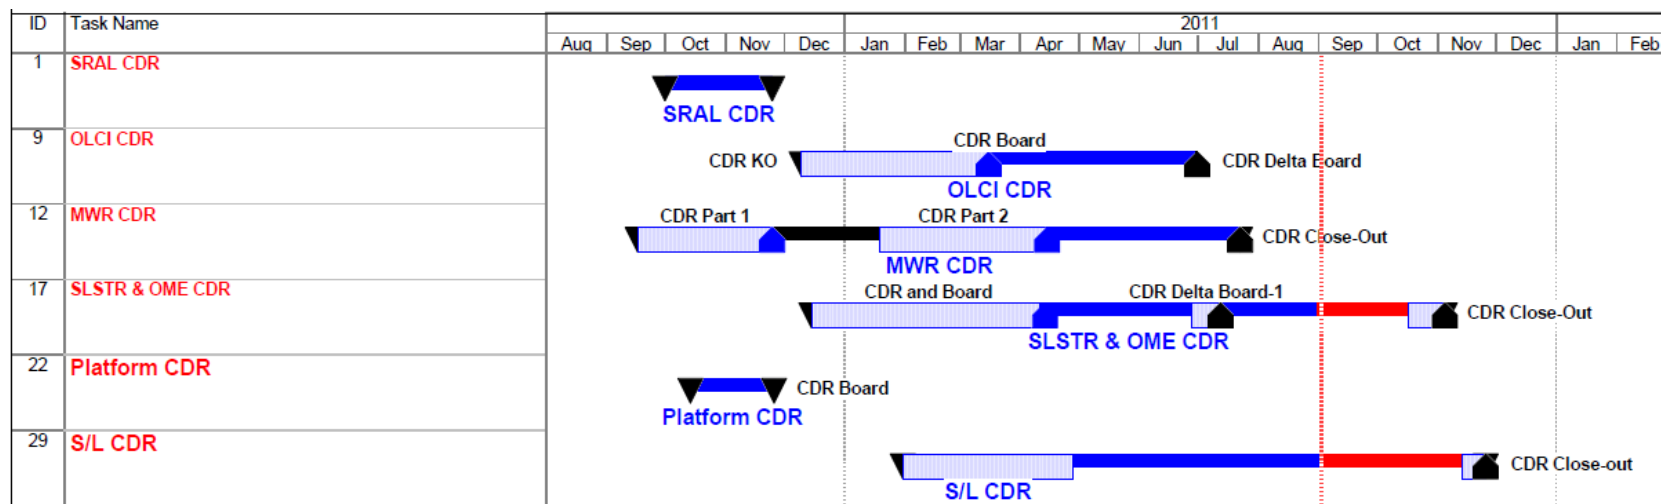 ID Task Name 2011
Aug Sep Oct Nov Dec Jan Feb Mar Apr May Jun Jul Aug Sep Oct Nov Dec Jan Feb
1 SRAL CDR
SRAL CDR
9 OLCI CDR
CDR Board
CDR KO
CDR Delta Board
OLCI CDR
12 MWR CDR
CDR Part 1 CDR Part 2
CDR Close-Out
MWR CDR
17 SLSTR & OME CDR
CDR and Board CDR Delta Board-1
CDR Close-Out
SLSTR & OME CDR
22 Platform CDR
CDR Board
Platform CDR
29 S/L CDR
CDR Close-out
S/L CDR